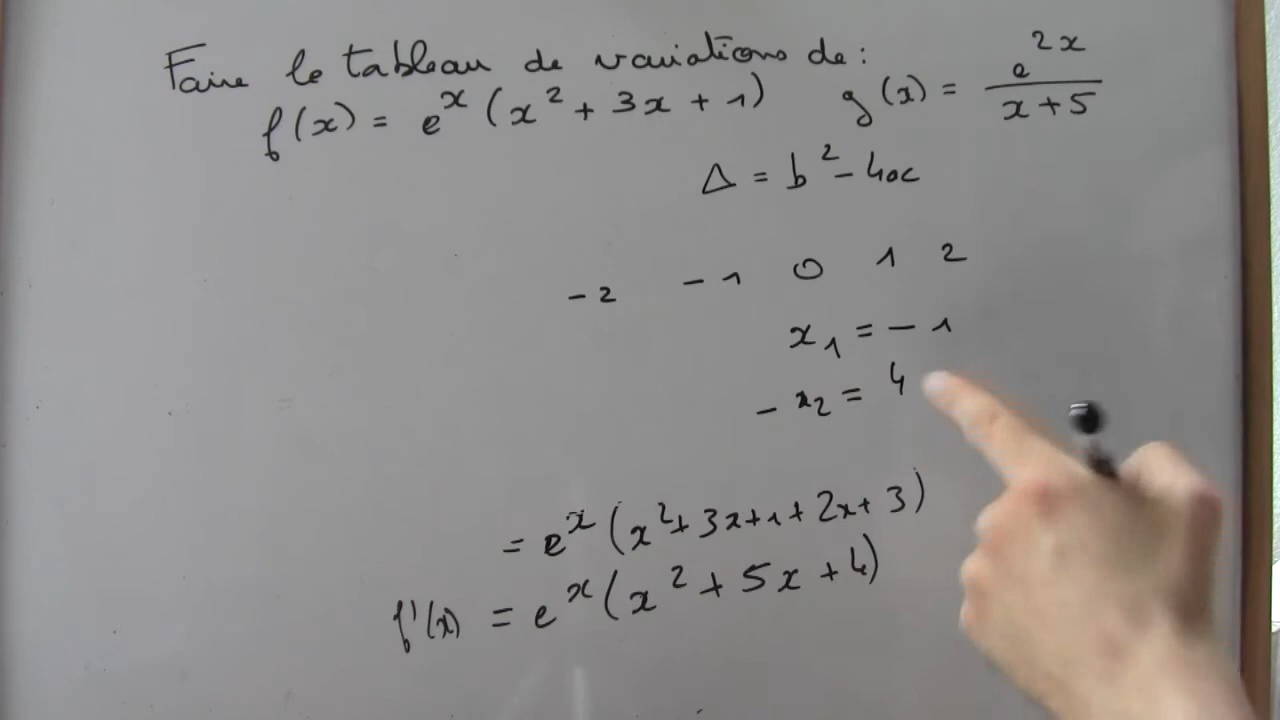 Faire le tableau de variations de :
f(x) = e^x (x² + 3x + 1) g(x) = e^{2x}/(x+5)
Δ = b² - 4ac
-2 -1 0 1 2
x₁ = -1
- x₂ = 4
= e^x (x² + 3x + 1 + 2x + 3)
f'(x) = e^x (x² + 5x + 4)